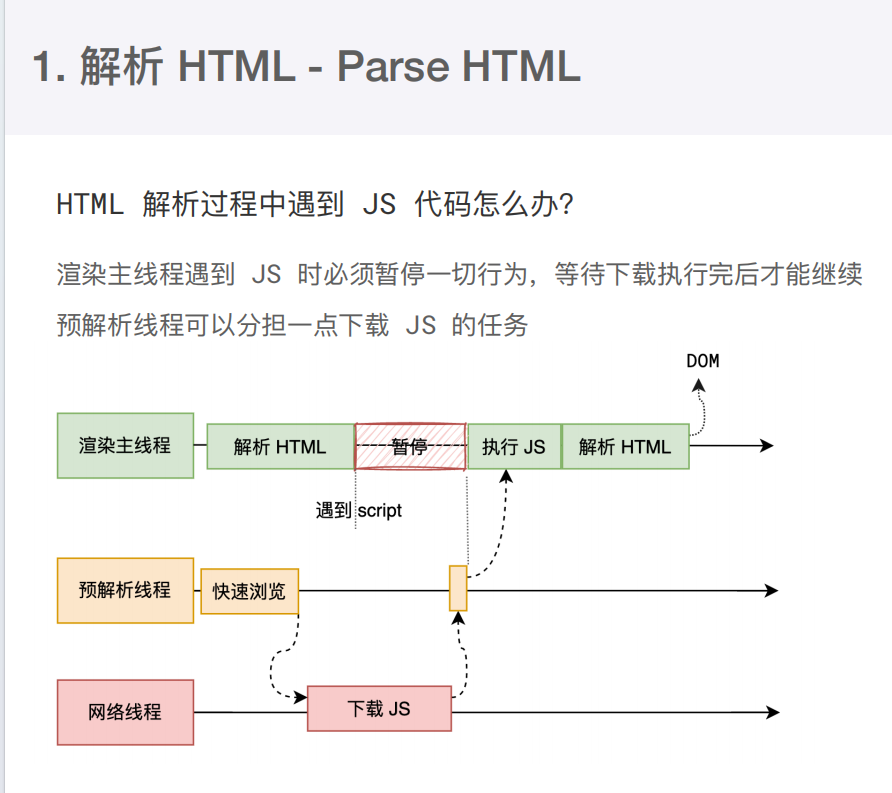 1. 解析 HTML - Parse HTML
HTML 解析过程中遇到 JS 代码怎么办?
渲染主线程遇到 JS 时必须暂停一切行为，等待下载执行完后才能继续
预解析线程可以分担一点下载 JS 的任务
DOM
渲染主线程
解析 HTML
暂停
执行 JS
解析 HTML
遇到 script
预解析线程
快速浏览
网络线程
下载 JS